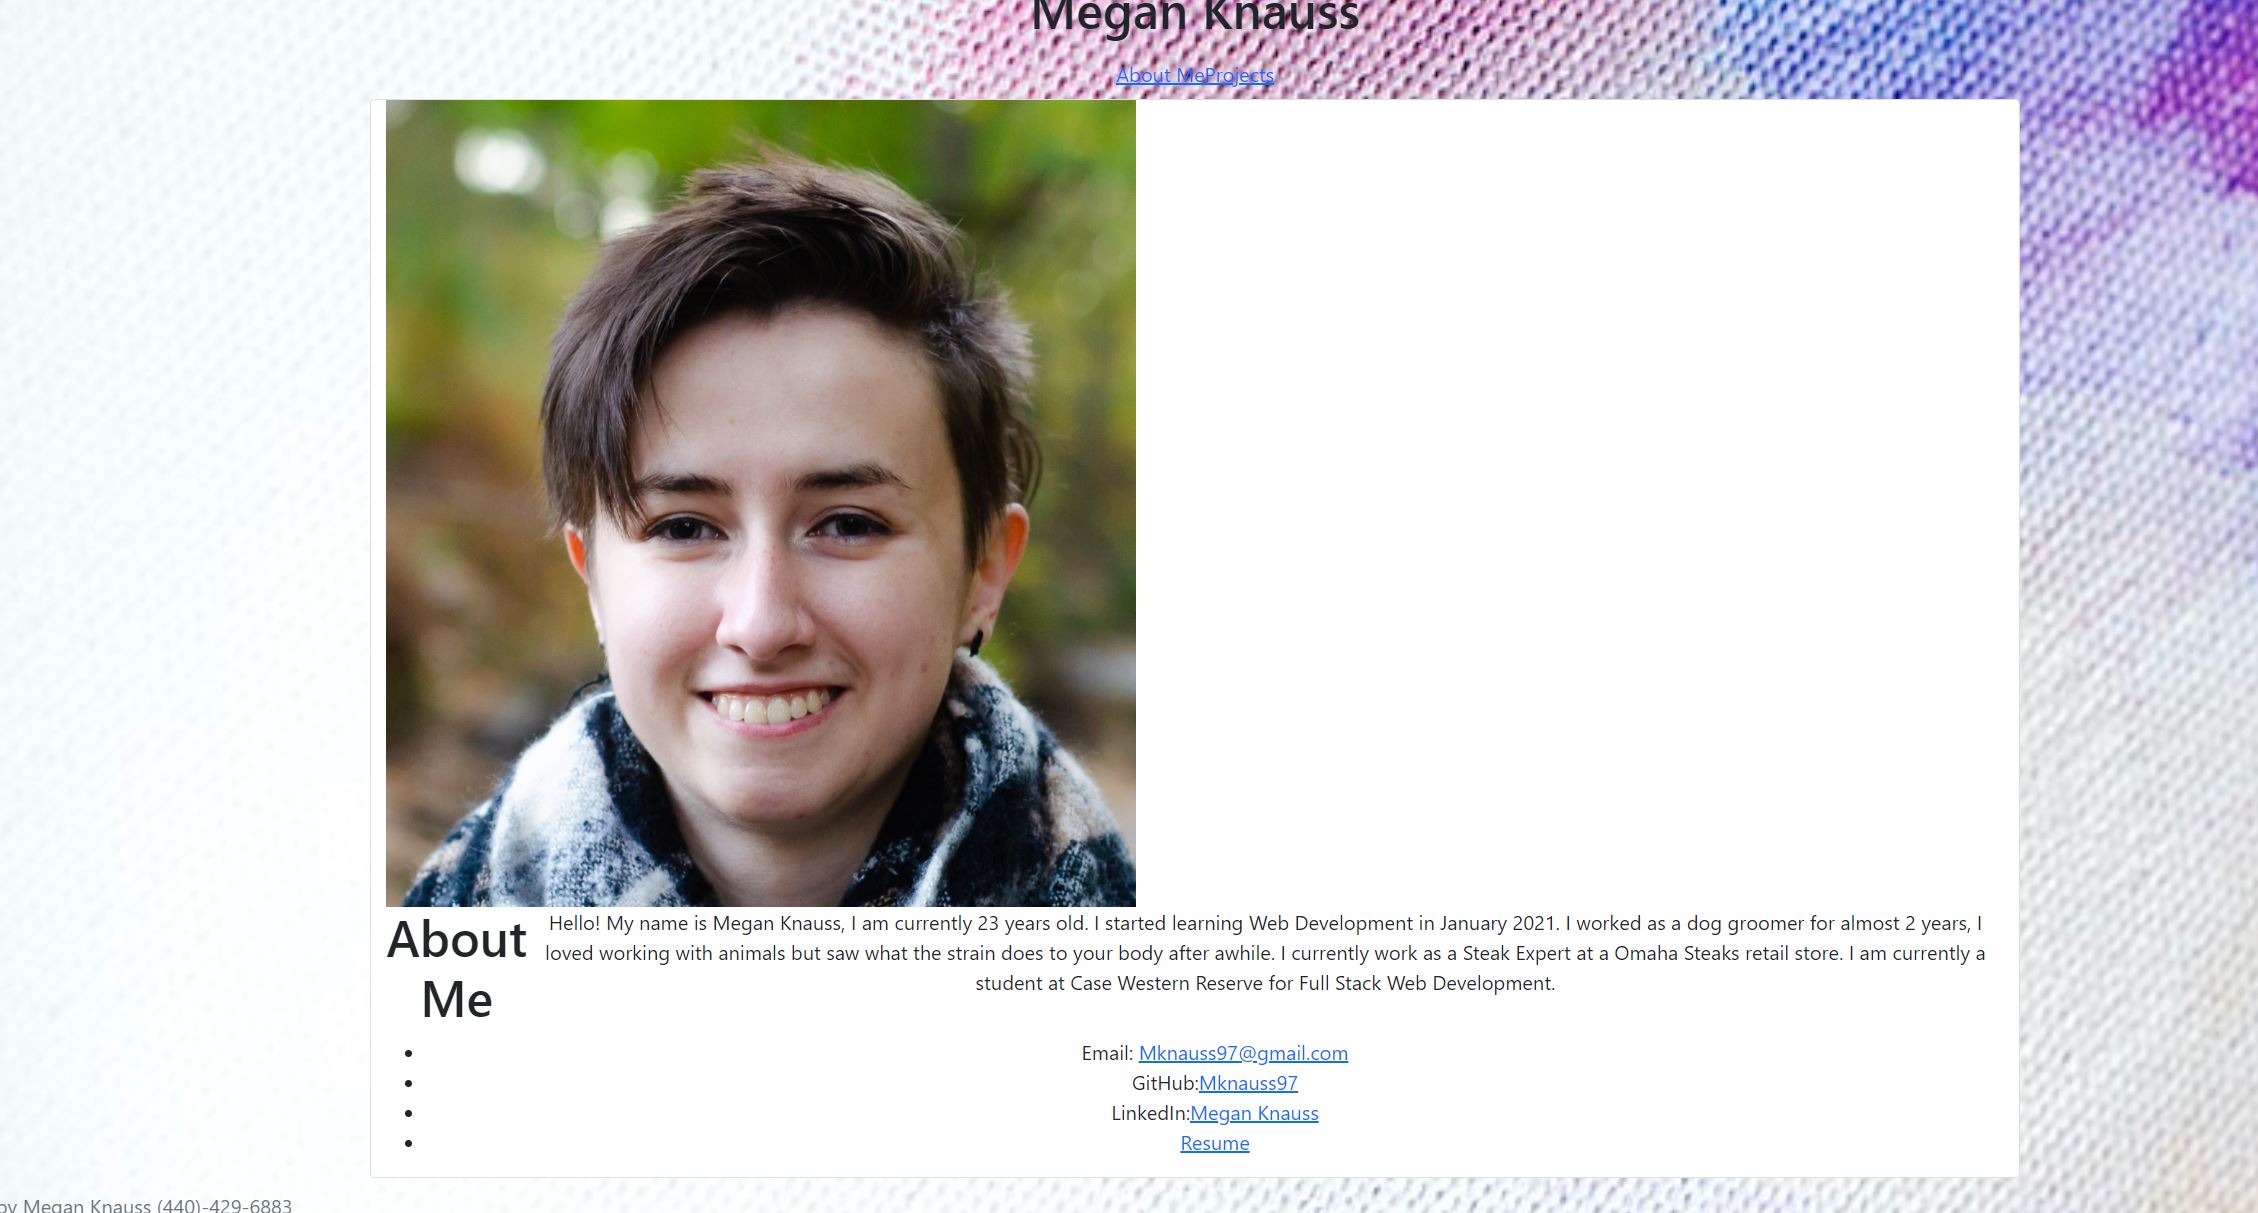 Megan Knauss
About MeProjects
About
Me
Hello! My name is Megan Knauss, I am currently 23 years old. I started learning Web Development in January 2021. I worked as a dog groomer for almost 2 years, I
loved working with animals but saw what the strain does to your body after awhile. I currently work as a Steak Expert at a Omaha Steaks retail store. I am currently a
student at Case Western Reserve for Full Stack Web Development.
Email: Mknauss97@gmail.com
GitHub:Mknauss97
LinkedIn:Megan Knauss
Resume
by Megan Knauss (440)-429-6883